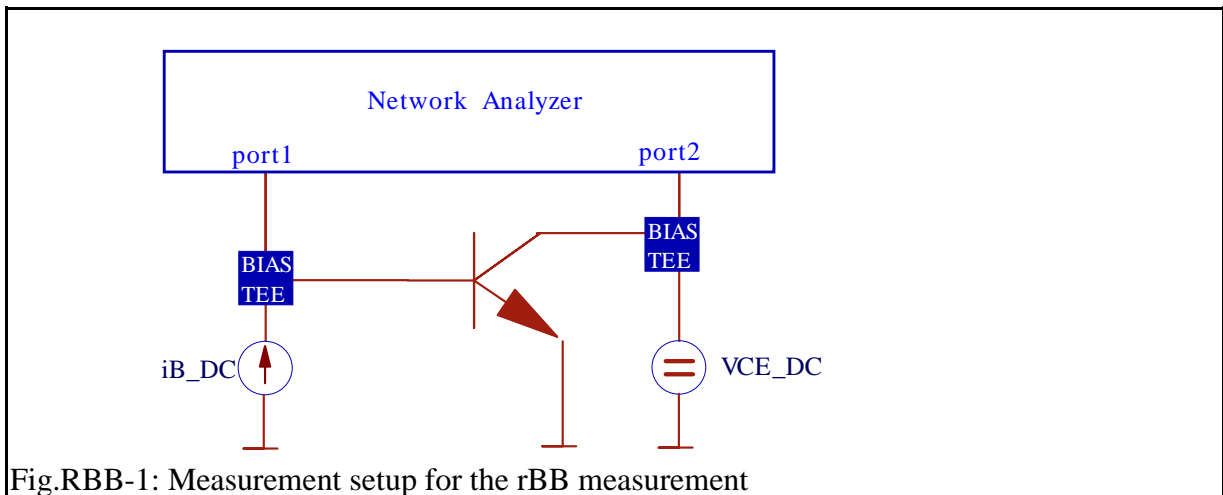 Network Analyzer
port1
port2
BIAS
TEE
BIAS
TEE
iB_DC
VCE_DC
Fig.RBB-1: Measurement setup for the rBB measurement